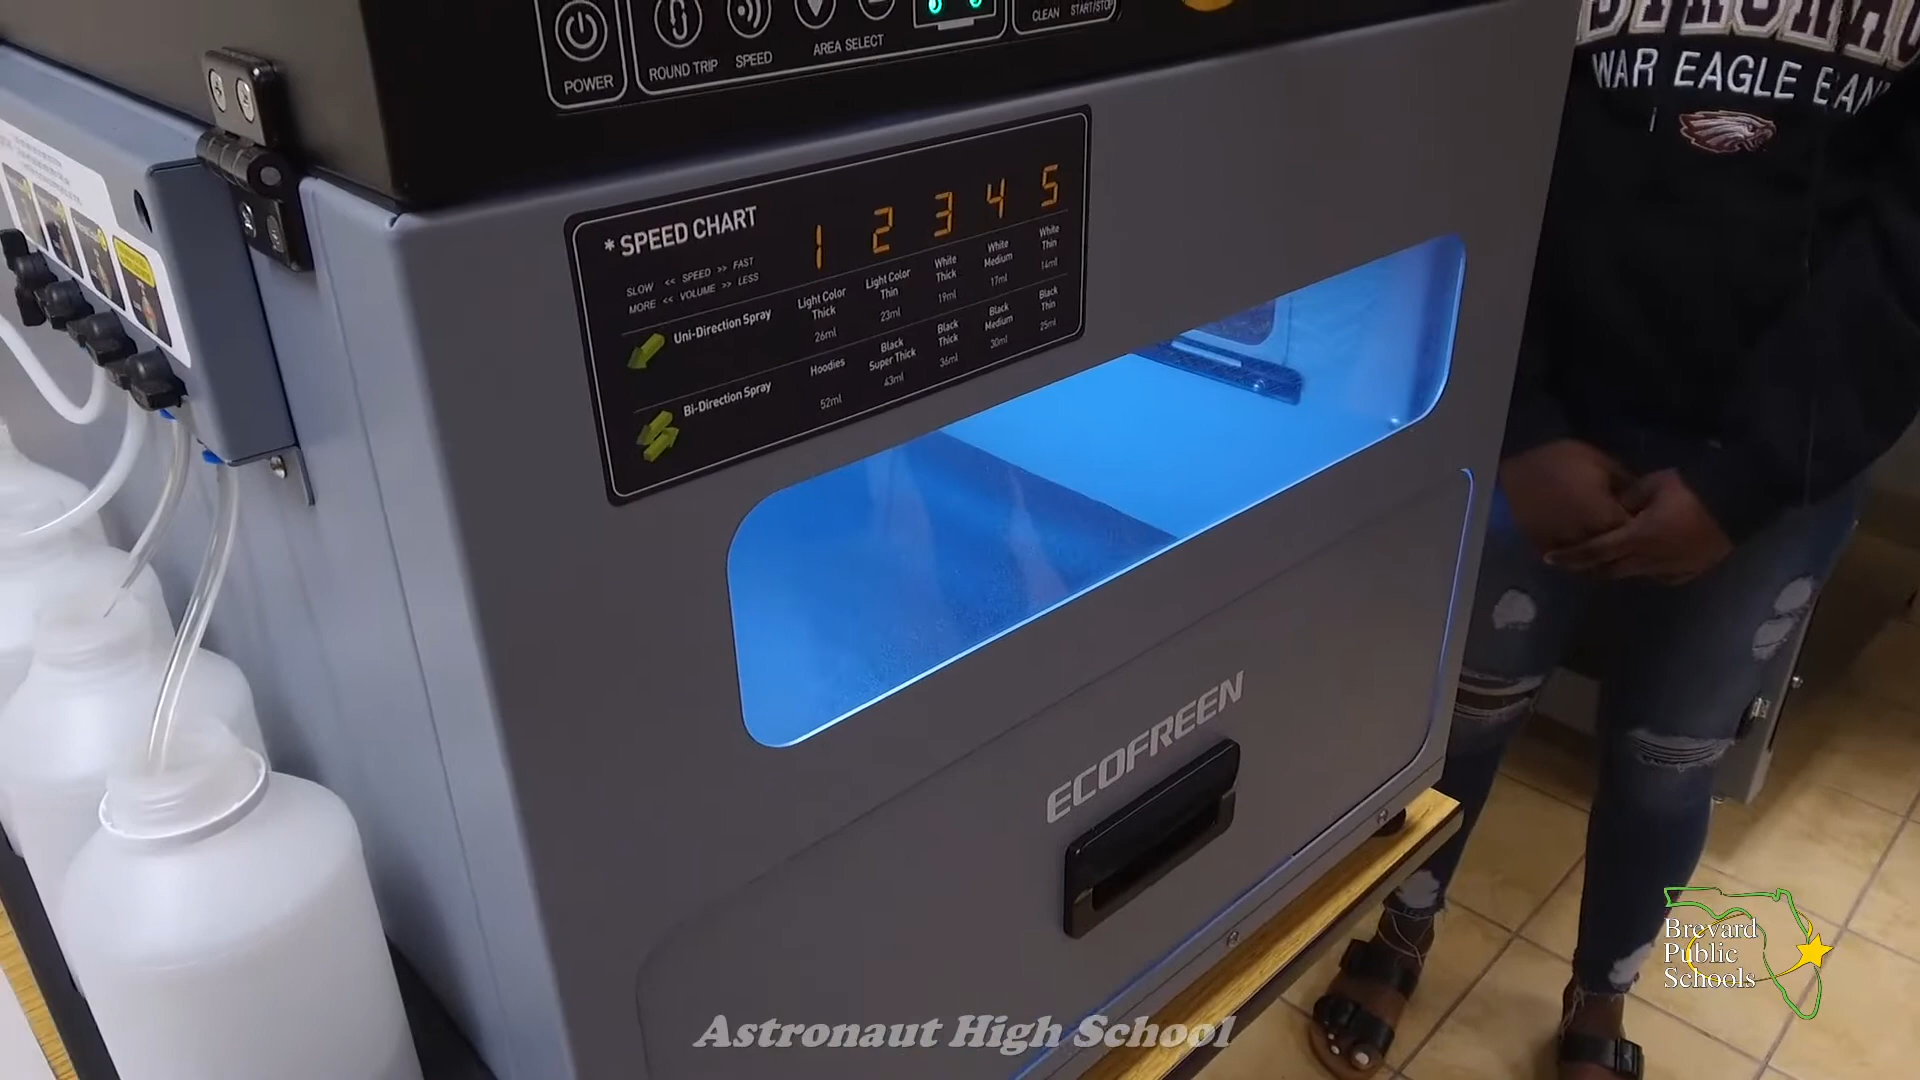 POWER
ROUND TRIP
SPEED
AREA SELECT
CLEAN
START/STOP
WAR EAGLE BAN
* SPEED CHART
1 2 3 4 5
SLOW << SPEED >> FAST
MORE << VOLUME >> LESS
Uni-Direction Spray
Light Color Thick 26ml
Light Color Thin 23ml
White Thick 19ml
White Medium 17ml
White Thin 14ml
Bi-Direction Spray
Hoodies 52ml
Black Super Thick 43ml
Black Thick 36ml
Black Medium 30ml
Black Thin 25ml
ECOFREEN
Brevard
Public
Schools
Astronaut High School